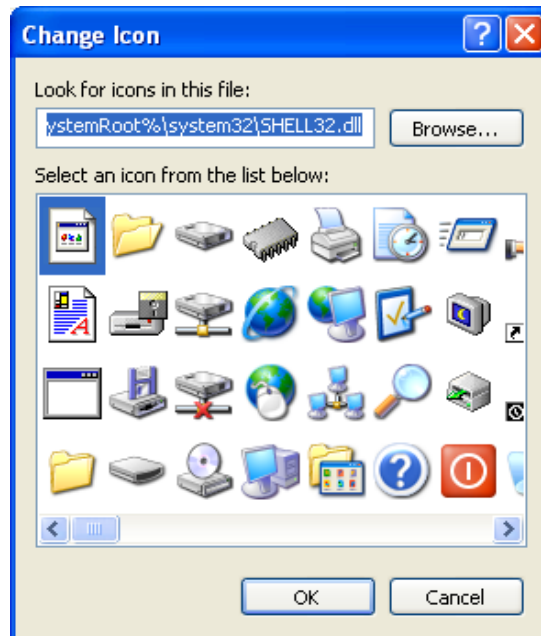 Change Icon
Look for icons in this file:
ystemRoot%\system32\SHELL32.dll
Browse...
Select an icon from the list below:
OK
Cancel